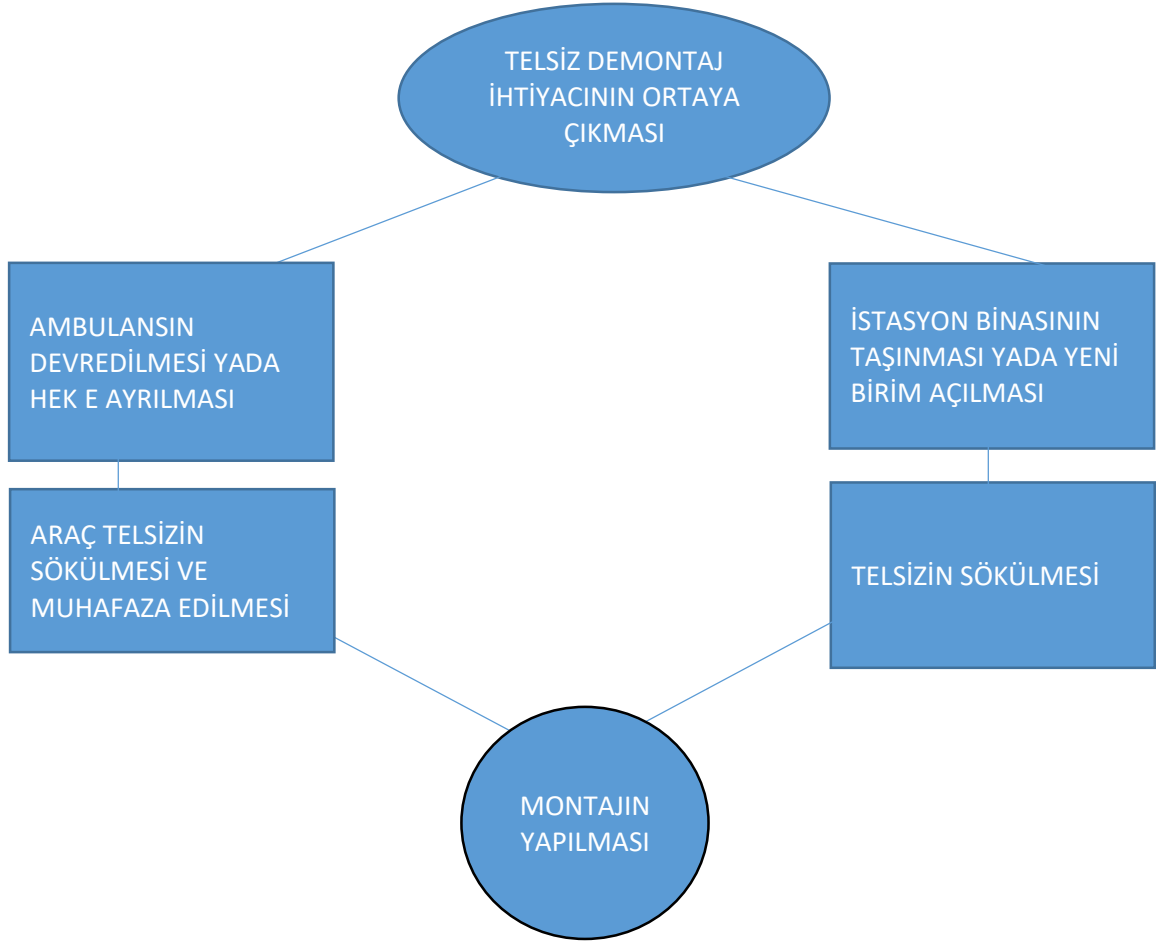 TELSİZ DEMONTAJ
İHTİYACININ ORTAYA
ÇIKMASI
AMBULANSIN
DEVREDİLMESİ YADA
HEK E AYRILMASI
İSTASYON BİNASININ
TAŞINMASI YADA YENİ
BİRİM AÇILMASI
ARAÇ TELSİZİN
SÖKÜLMESİ VE
MUHAFAZA EDİLMESİ
TELSİZİN SÖKÜLMESİ
MONTAJIN
YAPILMASI